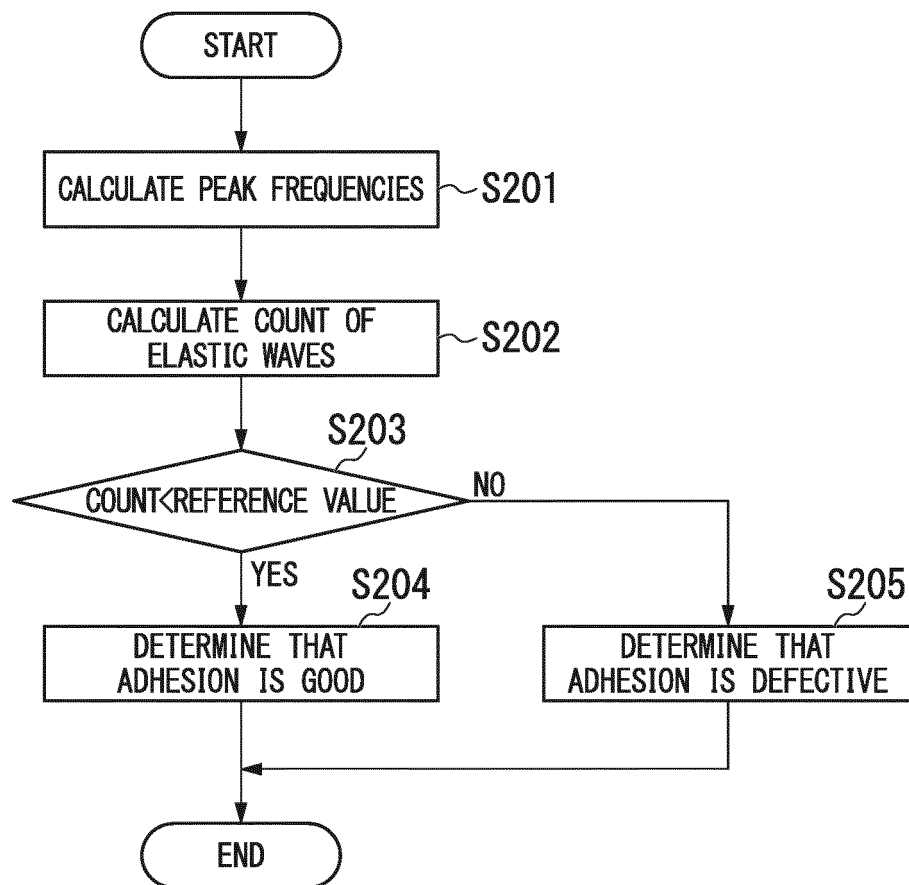 START
CALCULATE PEAK FREQUENCIES
S201
CALCULATE COUNT OF
ELASTIC WAVES
S202
S203
COUNT<REFERENCE VALUE
NO
YES
S204
DETERMINE THAT
ADHESION IS GOOD
S205
DETERMINE THAT
ADHESION IS DEFECTIVE
END